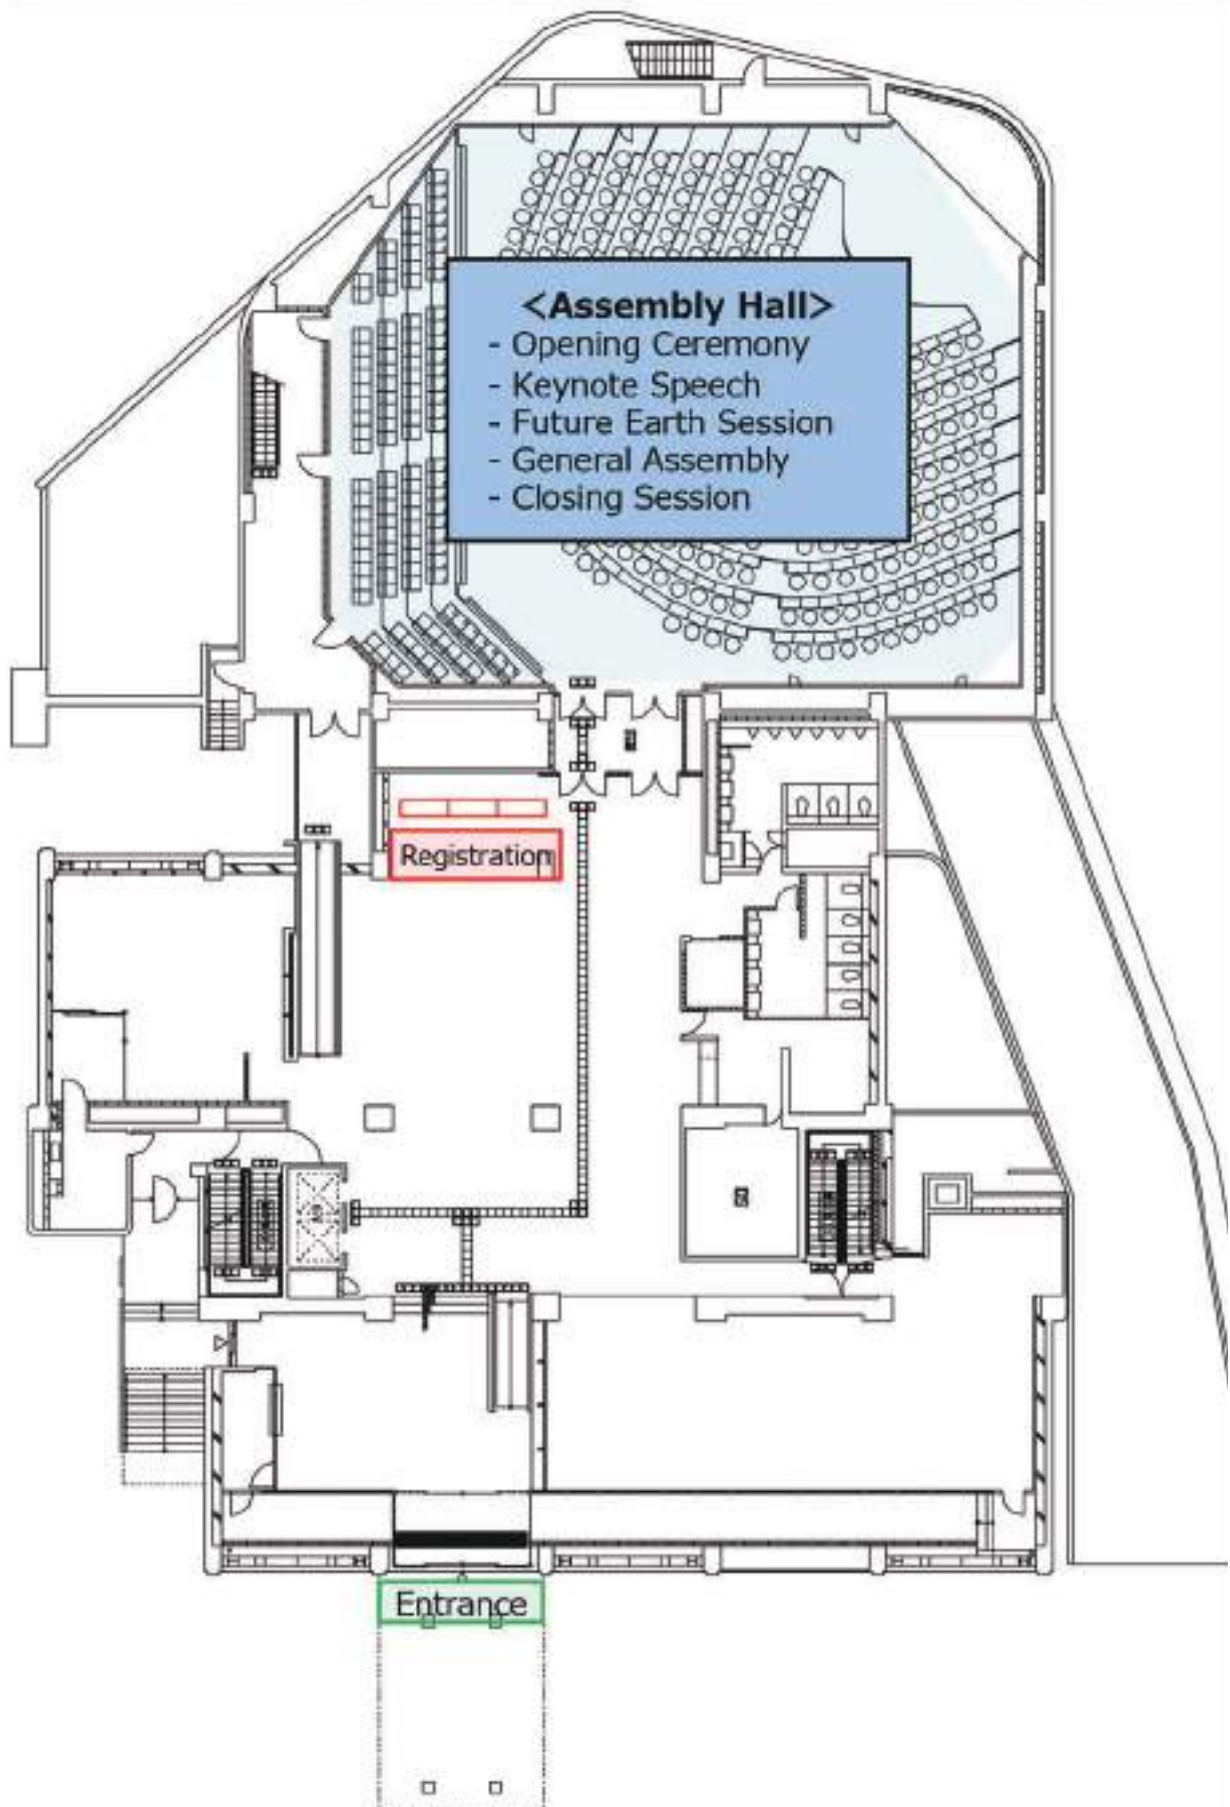 <Assembly Hall>
- Opening Ceremony
- Keynote Speech
- Future Earth Session
- General Assembly
- Closing Session
Registration
Entrance